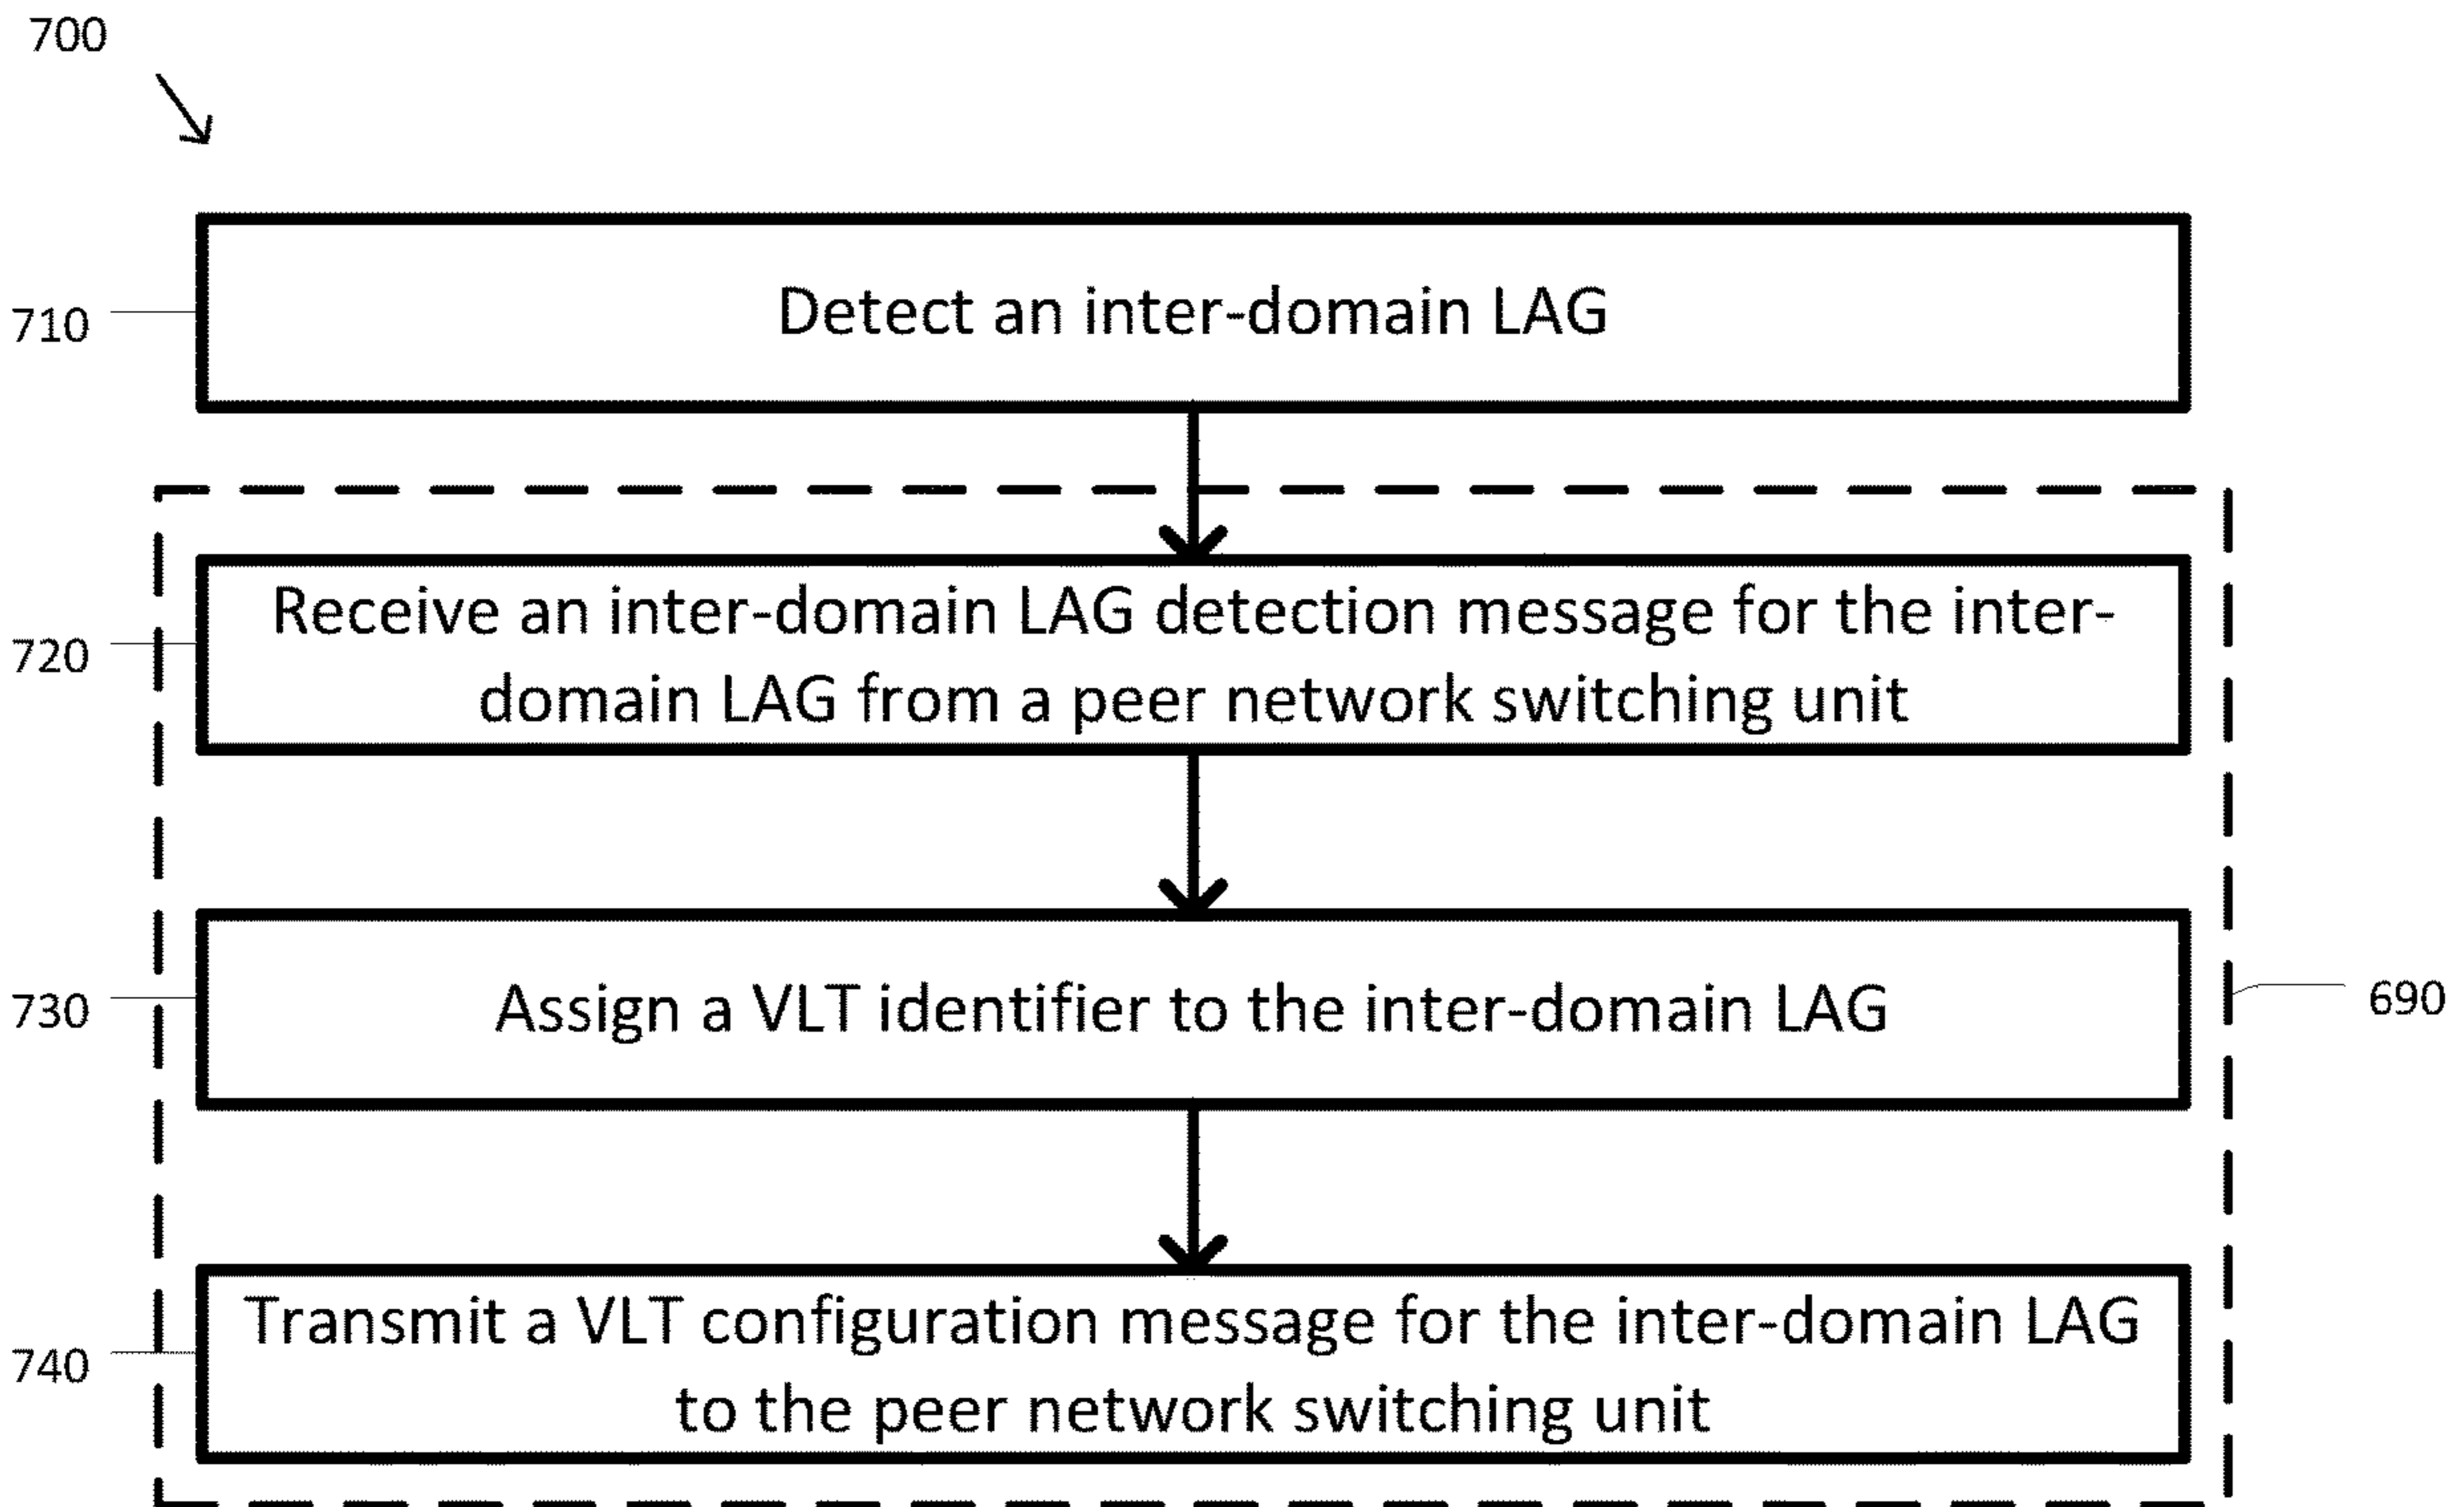 700
710
Detect an inter-domain LAG
720
Receive an inter-domain LAG detection message for the inter-
domain LAG from a peer network switching unit
730
Assign a VLT identifier to the inter-domain LAG
690
740
Transmit a VLT configuration message for the inter-domain LAG
to the peer network switching unit